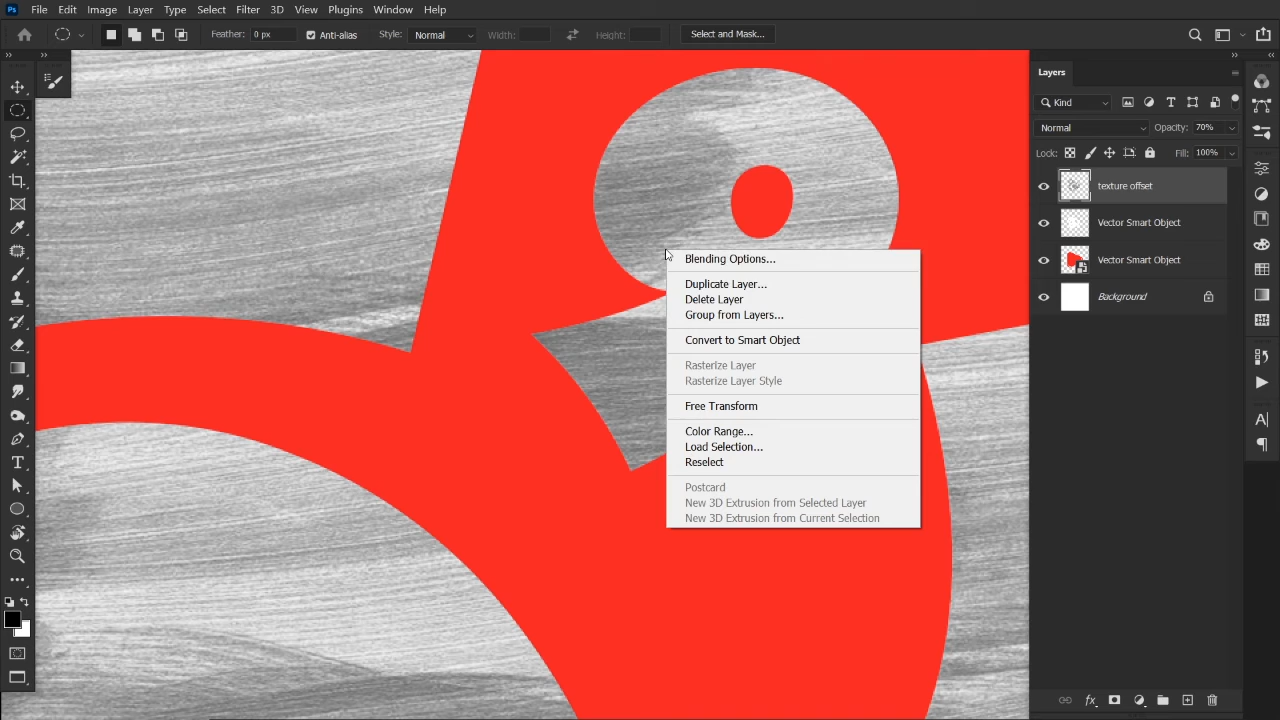 Ps File Edit Image Layer Type Select Filter 3D View Plugins Window Help
Feather: 0 px Anti-alias Style: Normal Width: Height: Select and Mask...
Layers
Kind
Normal Opacity: 70%
Lock: Fill: 100%
texture offset
Vector Smart Object
Vector Smart Object
Background
Blending Options...
Duplicate Layer...
Delete Layer
Group from Layers...
Convert to Smart Object
Rasterize Layer
Rasterize Layer Style
Free Transform
Color Range...
Load Selection...
Reselect
Postcard
New 3D Extrusion from Selected Layer
New 3D Extrusion from Current Selection